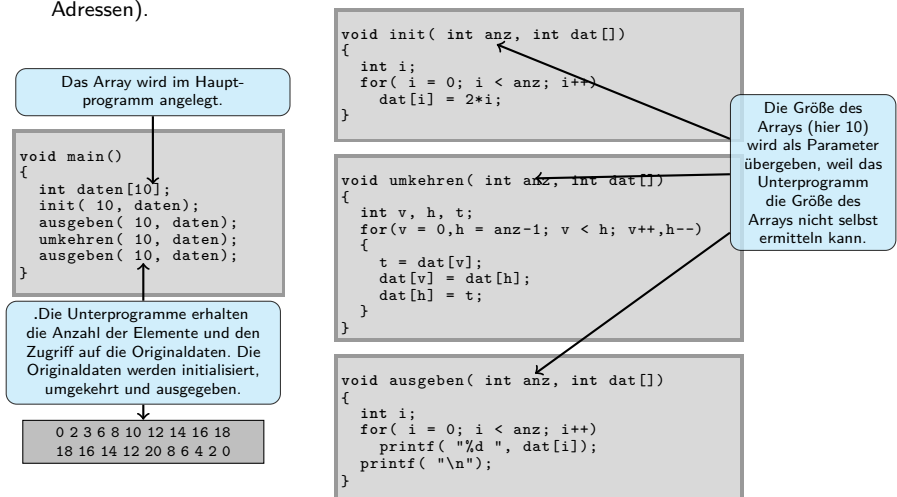 Adressen).
Das Array wird im Haupt-
programm angelegt.
void main()
{
int daten[10];
init( 10, daten);
ausgeben( 10, daten);
umkehren( 10, daten);
ausgeben( 10, daten);
}
.Die Unterprogramme erhalten
die Anzahl der Elemente und den
Zugriff auf die Originaldaten. Die
Originaldaten werden initialisiert,
umgekehrt und ausgegeben.
0 2 3 6 8 10 12 14 16 18
18 16 14 12 20 8 6 4 2 0
void init( int anz, int dat[])
{
int i;
for( i = 0; i < anz; i++)
dat[i] = 2*i;
}
void umkehren( int anz, int dat[])
{
int v, h, t;
for(v = 0,h = anz-1; v < h; v++,h--)
{
t = dat[v];
dat[v] = dat[h];
dat[h] = t;
}
}
void ausgeben( int anz, int dat[])
{
int i;
for( i = 0; i < anz; i++)
printf( "%d ", dat[i]);
printf( "\n");
}
Die Größe des
Arrays (hier 10)
wird als Parameter
übergeben, weil das
Unterprogramm
die Größe des
Arrays nicht selbst
ermitteln kann.